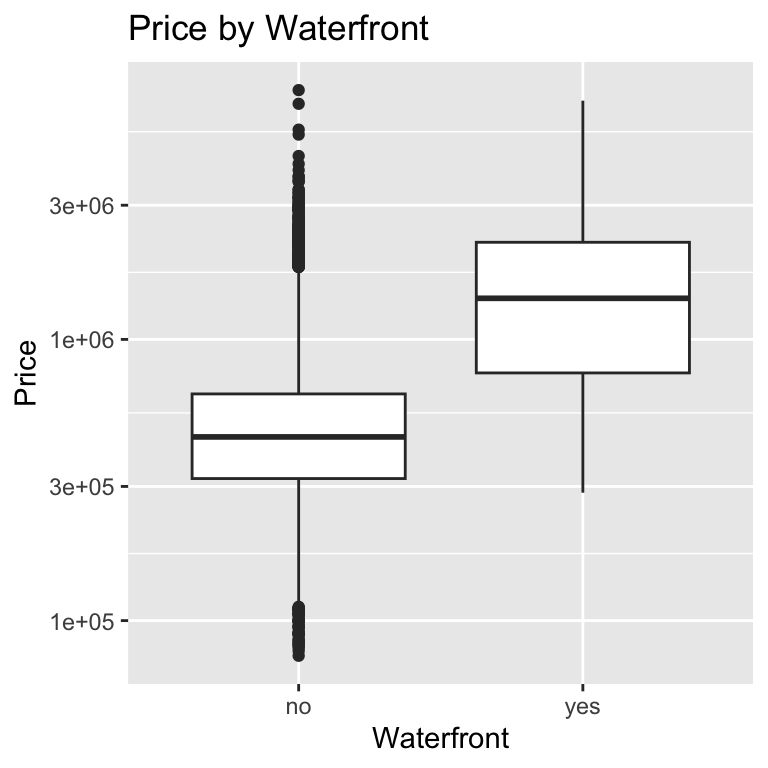 Price by Waterfront
Price
3e+06
1e+06
3e+05
1e+05
no
yes
Waterfront